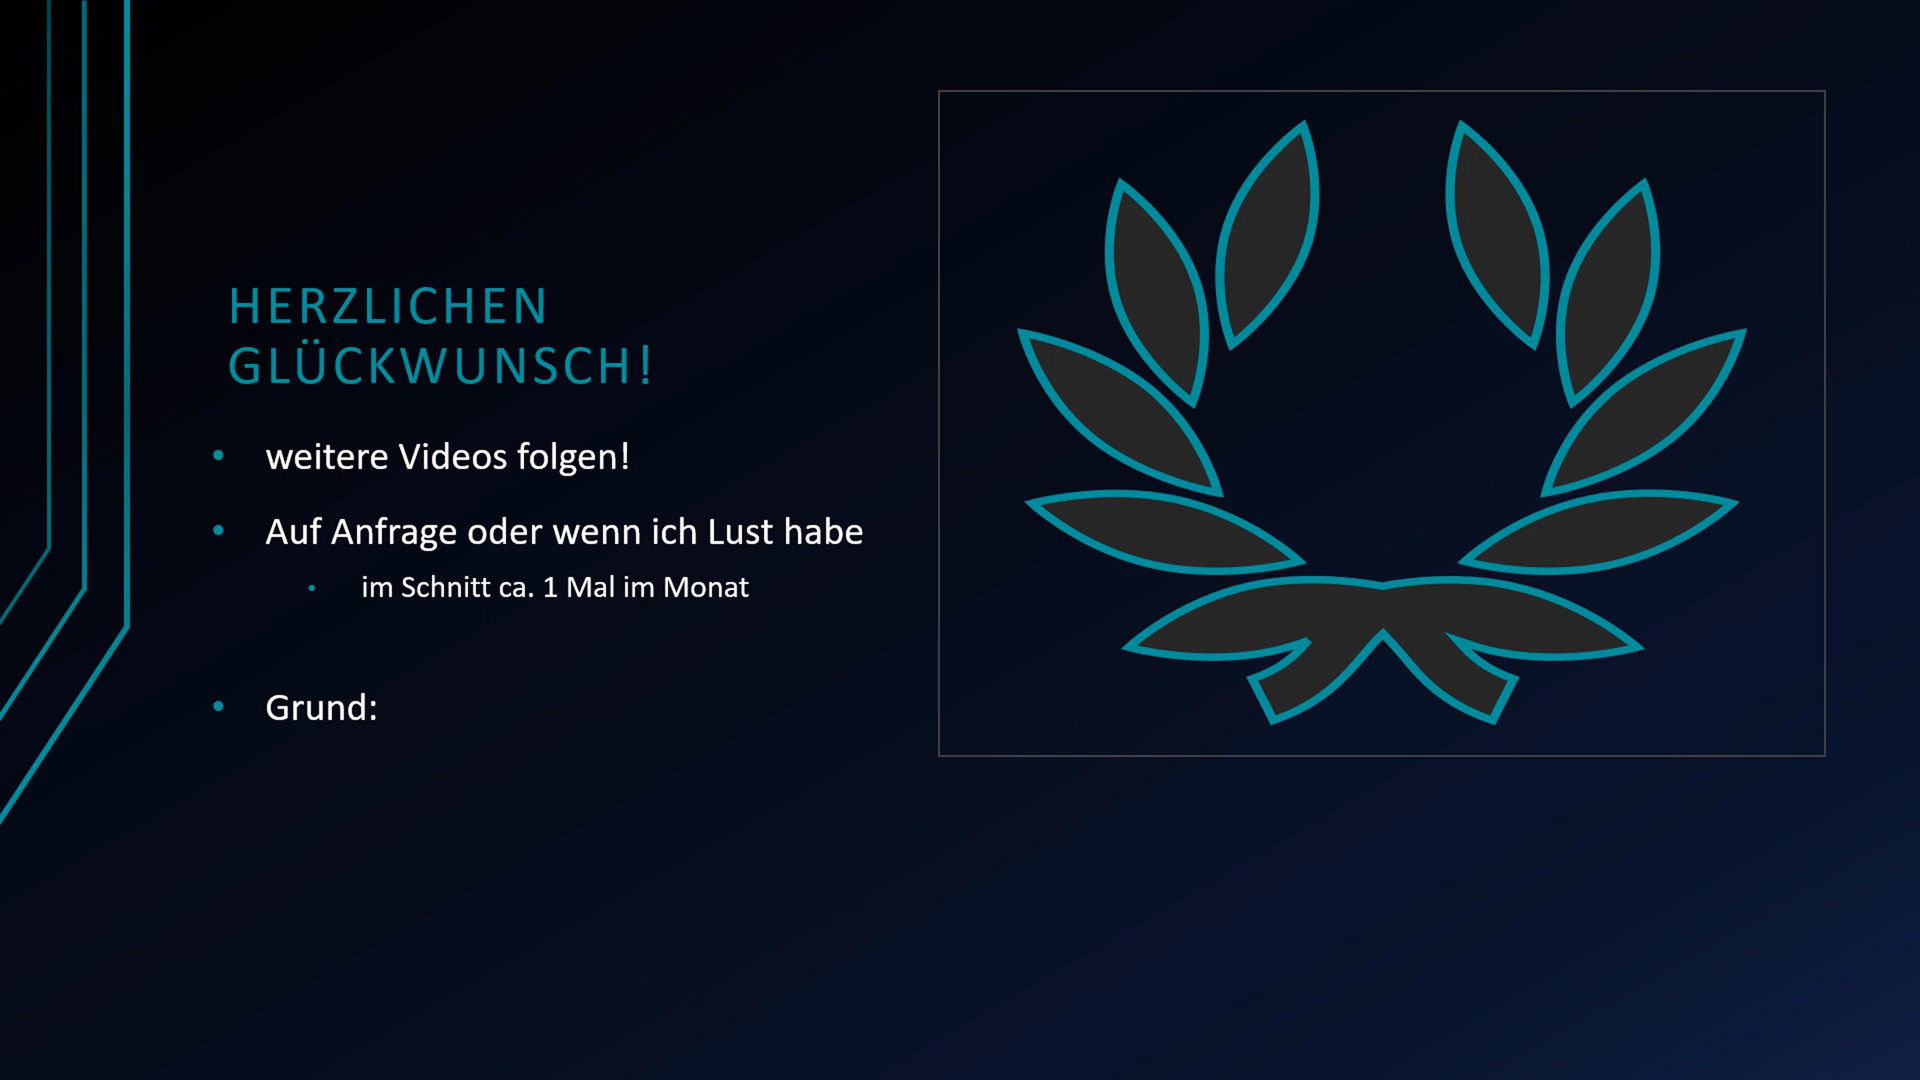 HERZLICHEN
GLÜCKWUNSCH!
• weitere Videos folgen!
• Auf Anfrage oder wenn ich Lust habe
• im Schnitt ca. 1 Mal im Monat
• Grund: